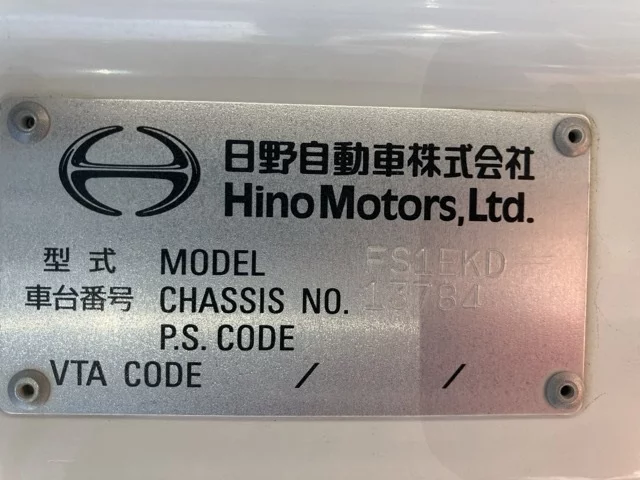 日野自動車株式会社
Hino Motors, Ltd.
型式 MODEL FS1EKD
車台番号 CHASSIS NO. 13784
P.S. CODE
VTA CODE / /